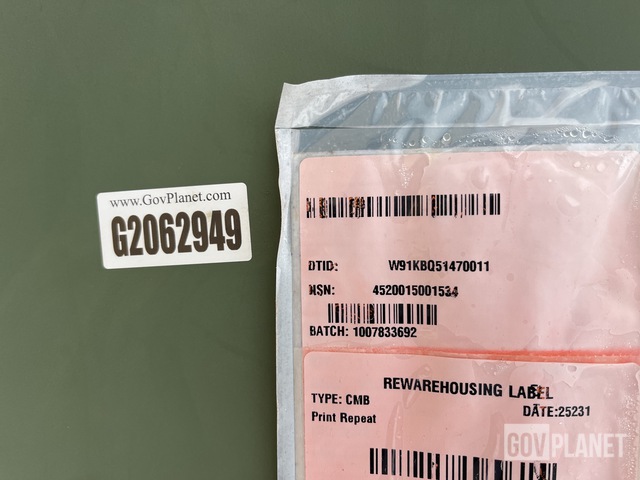 www.GovPlanet.com
G2062949
DTID: W91KBQ51470011
NSN: 4520015001534
BATCH: 1007833692
REWAREHOUSING LABEL
TYPE: CMB
DATE:25231
Print Repeat
GOVPLANET